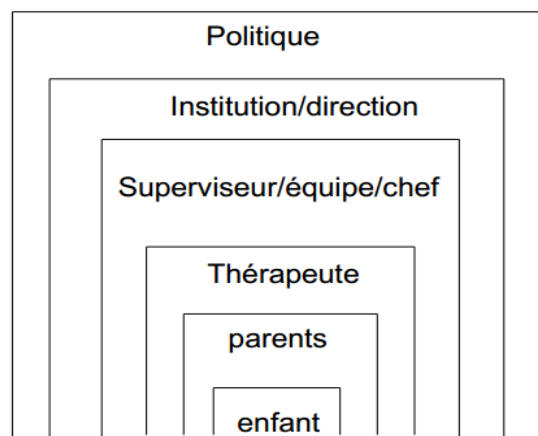 Politique
Institution/direction
Superviseur/équipe/chef
Thérapeute
parents
enfant